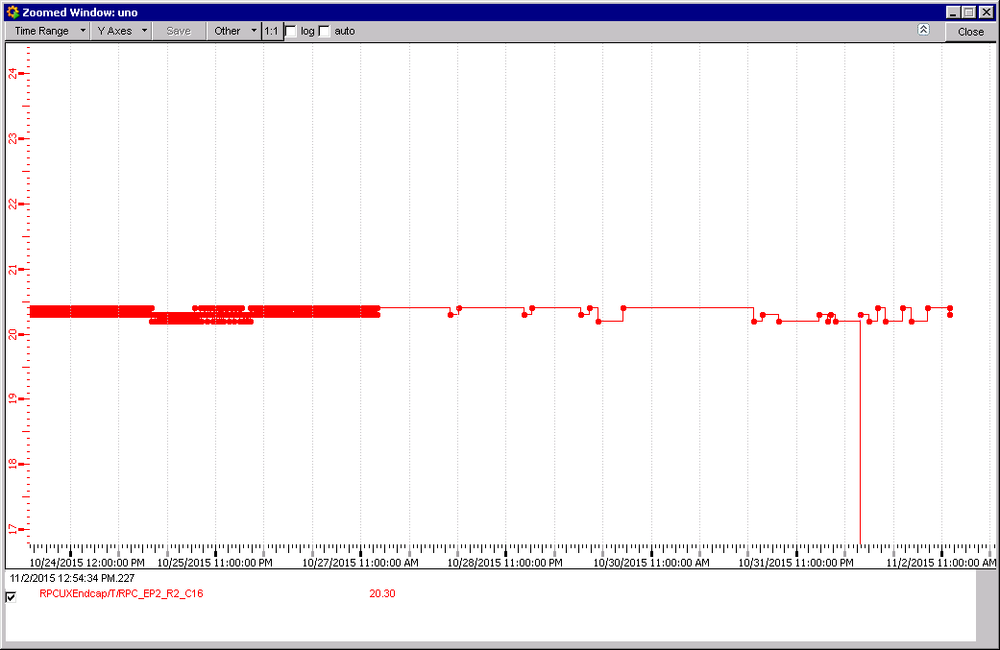 Zoomed Window: uno
Time Range Y Axes Save Other 1:1 log auto Close
24
23
22
21
20
19
18
17
10/24/2015 12:00:00 PM 10/25/2015 11:00:00 PM 10/27/2015 11:00:00 AM 10/28/2015 11:00:00 PM 10/30/2015 11:00:00 AM 10/31/2015 11:00:00 PM 11/2/2015 11:00:00 AM
11/2/2015 12:54:34 PM.227
RPCUXEndcap/T/RPC_EP2_R2_C16 20.30